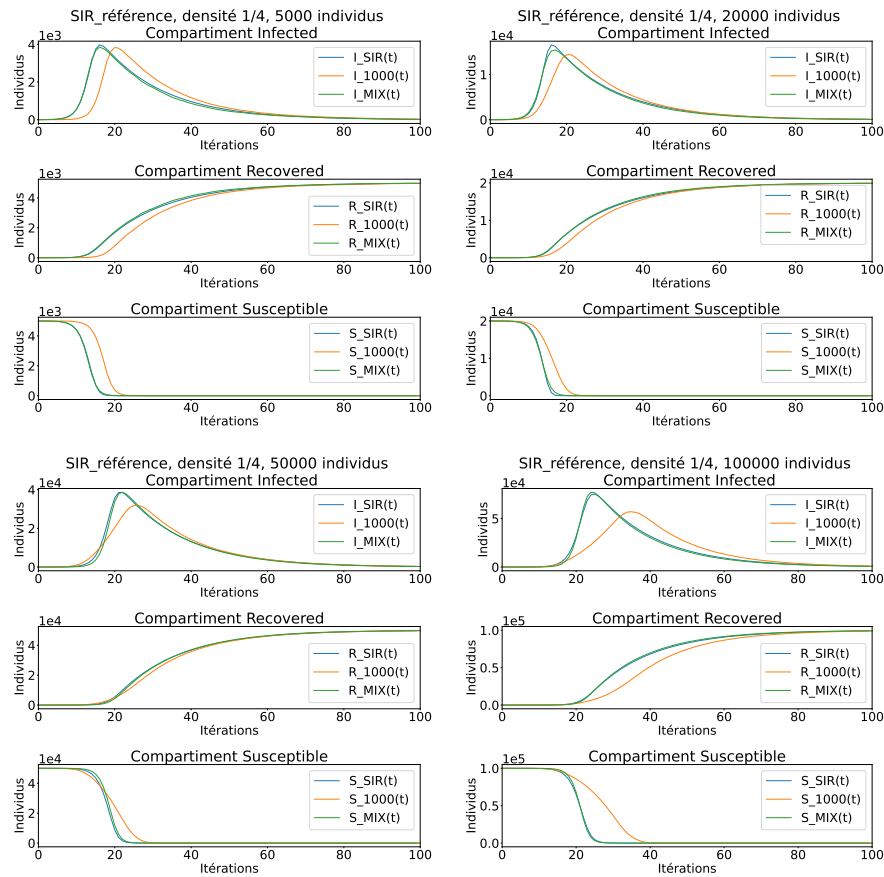 SIR_référence, densité 1/4, 5000 individus
Compartiment Infected
1e3
4
2
0
Individus
0 20 40 60 80 100
Itérations
I_SIR(t)
I_1000(t)
I_MIX(t)
Compartiment Recovered
1e3
4
2
0
Individus
0 20 40 60 80 100
Itérations
R_SIR(t)
R_1000(t)
R_MIX(t)
Compartiment Susceptible
1e3
4
2
0
Individus
0 20 40 60 80 100
Itérations
S_SIR(t)
S_1000(t)
S_MIX(t)
SIR_référence, densité 1/4, 20000 individus
Compartiment Infected
1e4
1
0
Individus
0 20 40 60 80 100
Itérations
I_SIR(t)
I_1000(t)
I_MIX(t)
Compartiment Recovered
1e4
2
1
0
Individus
0 20 40 60 80 100
Itérations
R_SIR(t)
R_1000(t)
R_MIX(t)
Compartiment Susceptible
1e4
2
1
0
Individus
0 20 40 60 80 100
Itérations
S_SIR(t)
S_1000(t)
S_MIX(t)
SIR_référence, densité 1/4, 50000 individus
Compartiment Infected
1e4
4
2
0
Individus
0 20 40 60 80 100
Itérations
I_SIR(t)
I_1000(t)
I_MIX(t)
Compartiment Recovered
1e4
4
2
0
Individus
0 20 40 60 80 100
Itérations
R_SIR(t)
R_1000(t)
R_MIX(t)
Compartiment Susceptible
1e4
4
2
0
Individus
0 20 40 60 80 100
Itérations
S_SIR(t)
S_1000(t)
S_MIX(t)
SIR_référence, densité 1/4, 100000 individus
Compartiment Infected
1e4
5
0
Individus
0 20 40 60 80 100
Itérations
I_SIR(t)
I_1000(t)
I_MIX(t)
Compartiment Recovered
1e5
1.0
0.5
0.0
Individus
0 20 40 60 80 100
Itérations
R_SIR(t)
R_1000(t)
R_MIX(t)
Compartiment Susceptible
1e5
1.0
0.5
0.0
Individus
0 20 40 60 80 100
Itérations
S_SIR(t)
S_1000(t)
S_MIX(t)